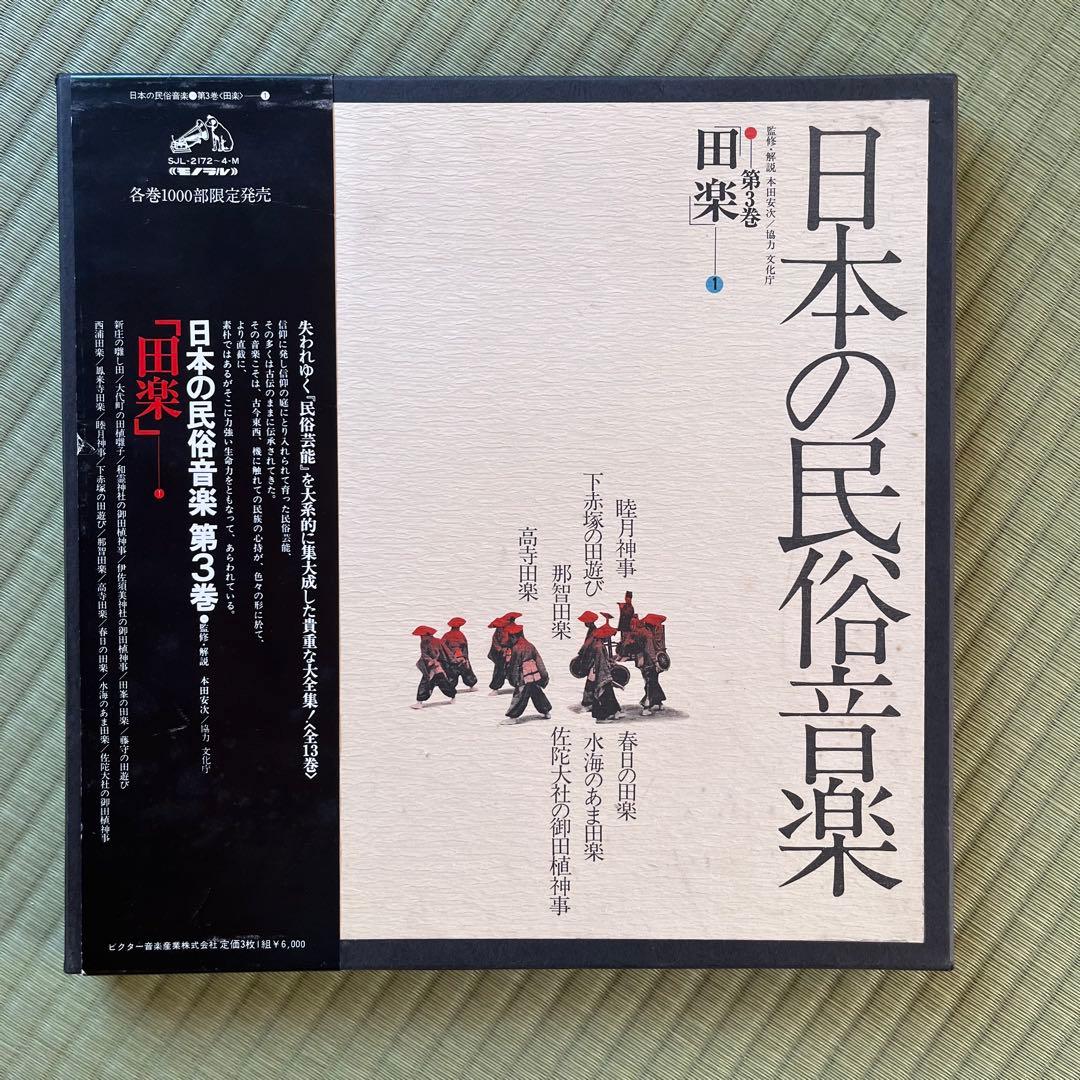 日本の民俗音楽●第3巻〈田楽〉──❶
SJL-2172~4-M
《モノラル》
各巻1000部限定発売
失われゆく『民俗芸能』を大系的に集大成した貴重な大全集!〈全13巻〉
信仰に発し信仰の庭にとり入れられて育った民俗芸能、
その多くは古伝のままに伝承されてきた。
その音楽こそは、古今東西、機に触れての民族の心持が、色々の形に於て、
より直截に、
素朴ではあるがそこに力強い生命力をともなって、あらわれている。
日本の民俗音楽 第3巻●監修・解説 本田安次/協力 文化庁
「田楽」──❶
新庄の囃し田/大代町の田植囃子/和霊神社の御田植神事/伊佐須美神社の御田植神事/田峯の田楽/藤守の田遊び
西浦田楽/鳳来寺田楽/睦月神事/下赤塚の田遊び/那智田楽/高寺田楽/春日の田楽/水海のあま田楽/佐陀大社の御田植神事
ビクター音楽産業株式会社 定価3枚1組¥6,000
日本の民俗音楽
監修・解説 本田安次/協力 文化庁
●──第3巻
「田楽」──❶
睦月神事
下赤塚の田遊び
那智田楽
高寺田楽
春日の田楽
水海のあま田楽
佐陀大社の御田植神事